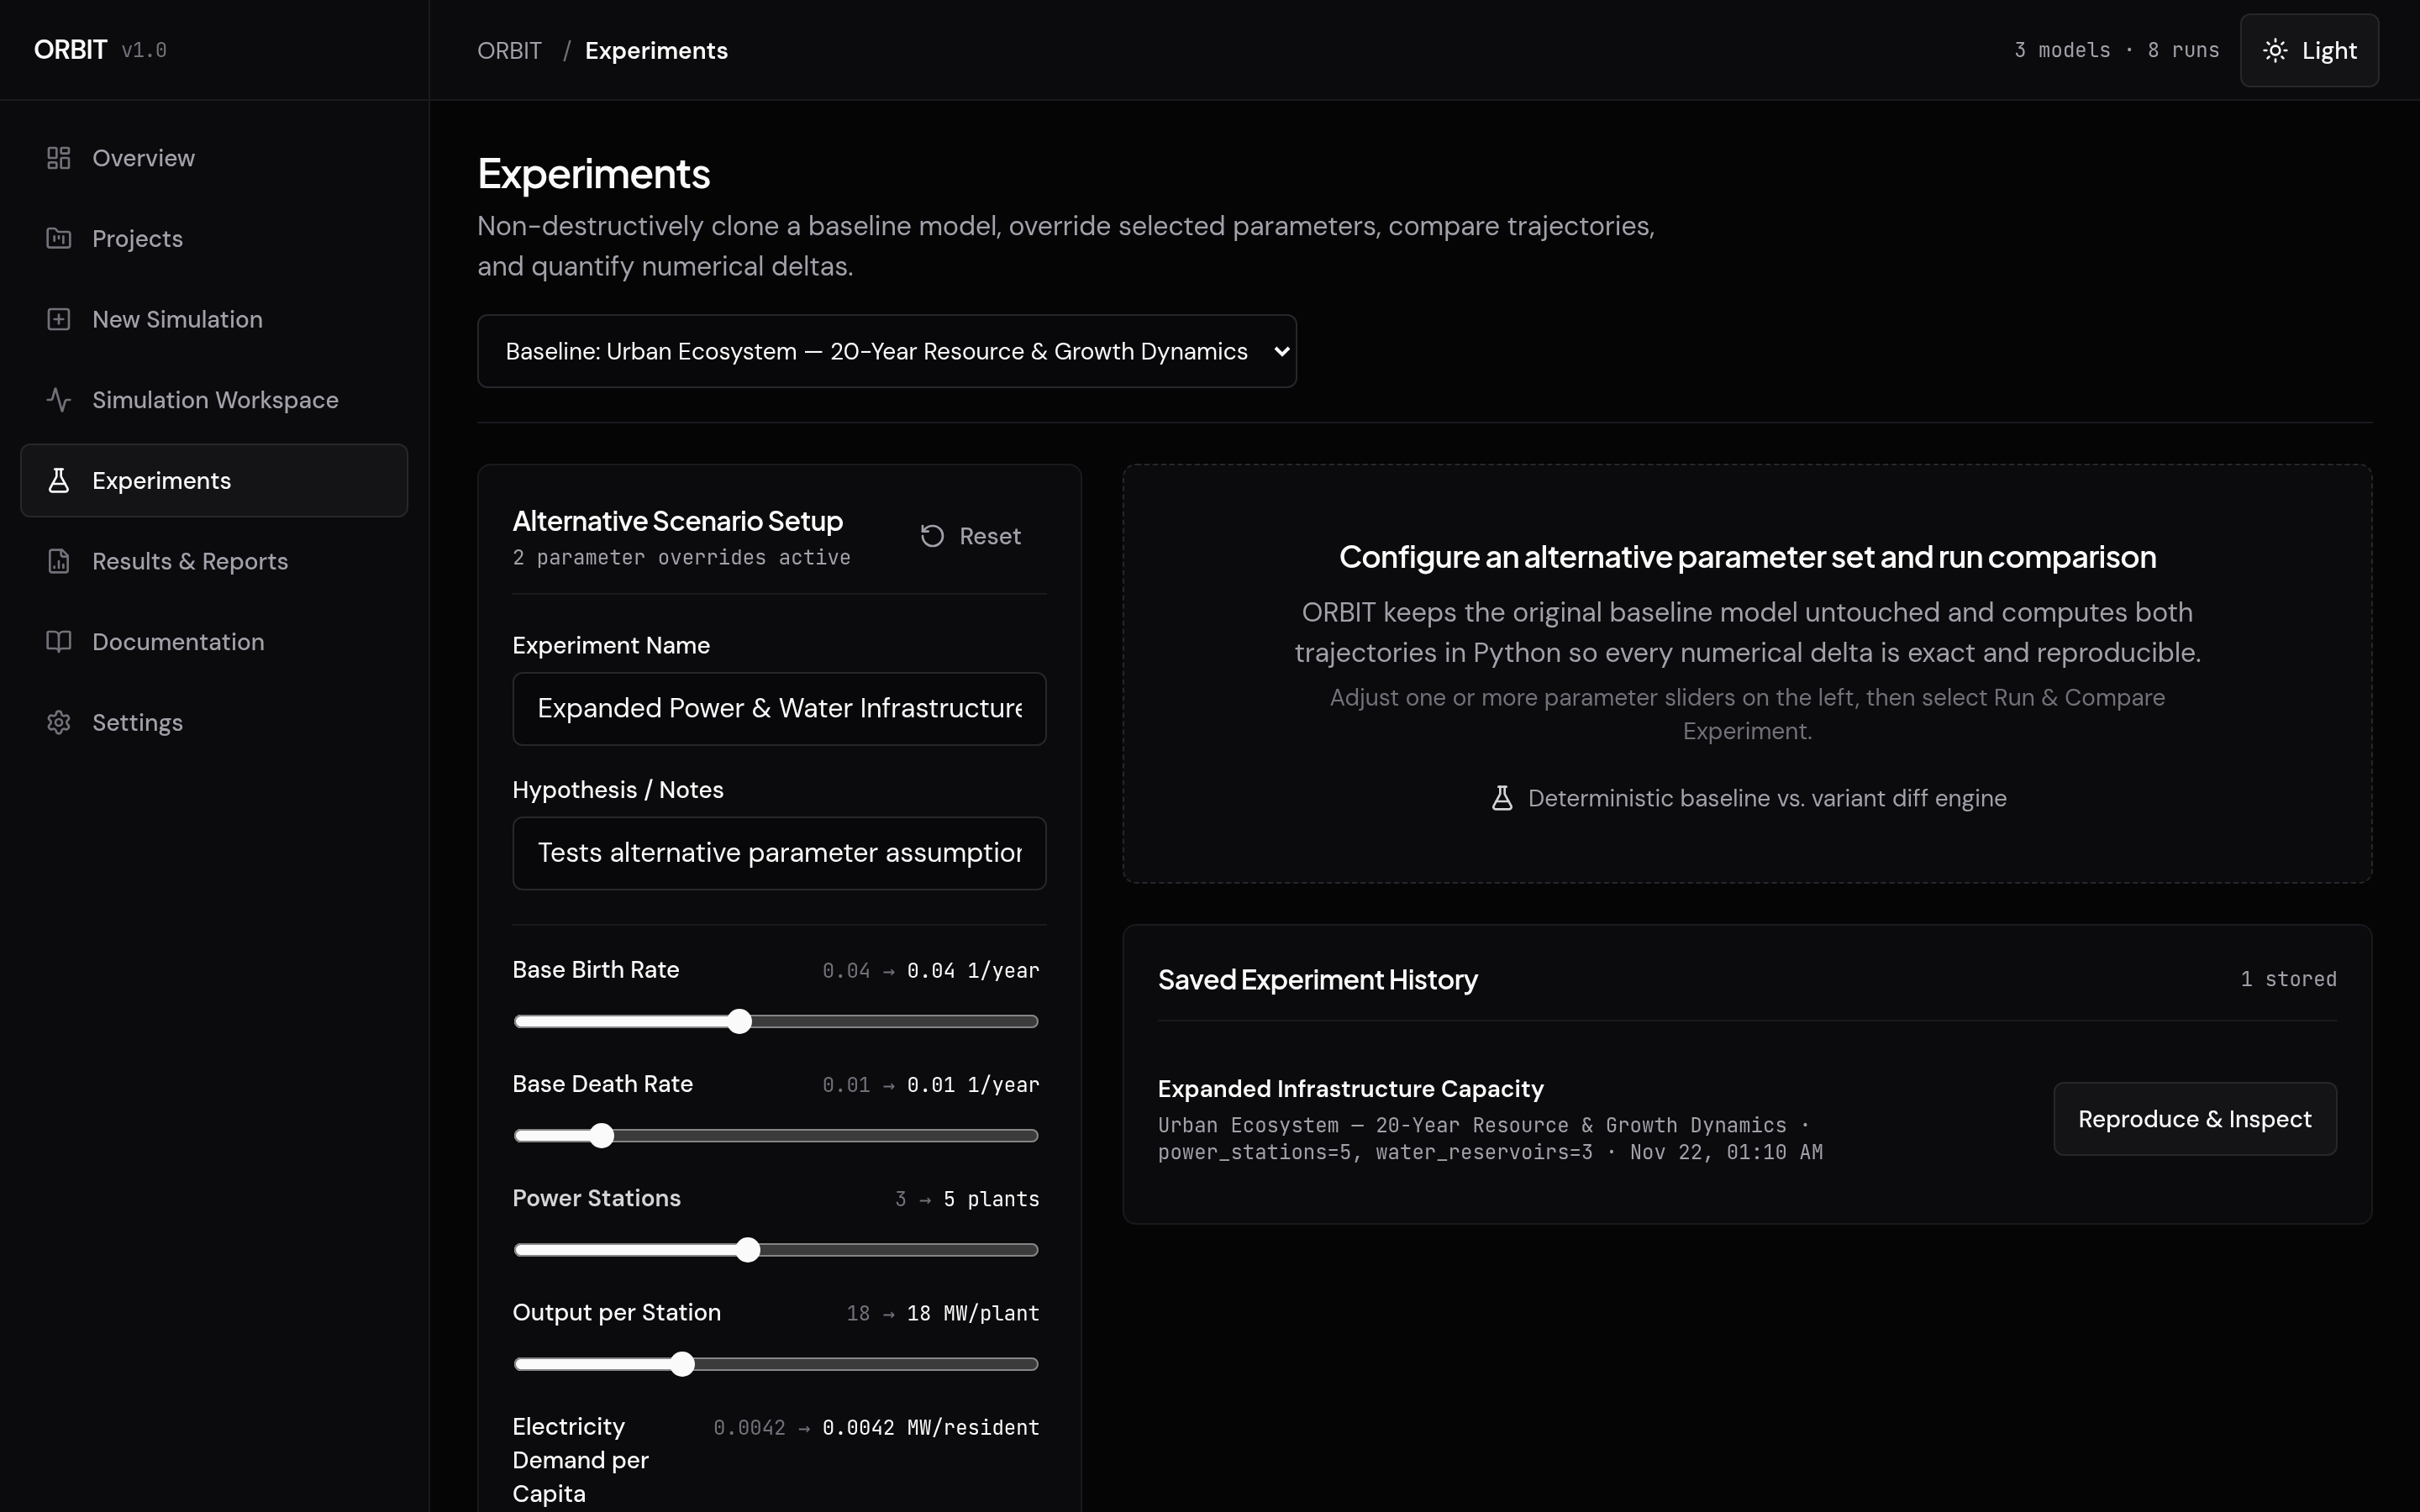 ORBIT v1.0
Overview
Projects
New Simulation
Simulation Workspace
Experiments
Results & Reports
Documentation
Settings
ORBIT / Experiments
3 models · 8 runs
Light
Experiments
Non-destructively clone a baseline model, override selected parameters, compare trajectories,
and quantify numerical deltas.
Baseline: Urban Ecosystem — 20-Year Resource & Growth Dynamics
Alternative Scenario Setup
2 parameter overrides active
Reset
Experiment Name
Expanded Power & Water Infrastructure
Hypothesis / Notes
Tests alternative parameter assumption
Base Birth Rate 0.04 → 0.04 1/year
Base Death Rate 0.01 → 0.01 1/year
Power Stations 3 → 5 plants
Output per Station 18 → 18 MW/plant
Electricity 0.0042 → 0.0042 MW/resident
Demand per
Capita
Configure an alternative parameter set and run comparison
ORBIT keeps the original baseline model untouched and computes both
trajectories in Python so every numerical delta is exact and reproducible.
Adjust one or more parameter sliders on the left, then select Run & Compare
Experiment.
Deterministic baseline vs. variant diff engine
Saved Experiment History
1 stored
Expanded Infrastructure Capacity
Urban Ecosystem — 20-Year Resource & Growth Dynamics ·
power_stations=5, water_reservoirs=3 · Nov 22, 01:10 AM
Reproduce & Inspect